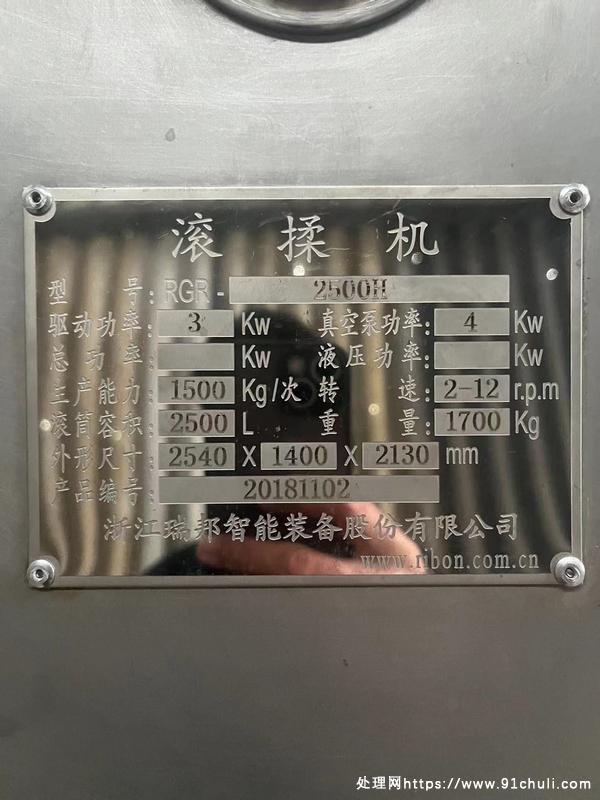 滚揉机
型号: RGR - 2500H
驱动功率: 3 Kw 真空泵功率: 4 Kw
总功率: Kw 液压功率: Kw
生产能力: 1500 Kg/次 转速: 2-12 r.p.m
滚筒容积: 2500 L 重量: 1700 Kg
外形尺寸: 2540 X 1400 X 2130 mm
产品编号: 20181102
浙江瑞邦智能装备股份有限公司
www.ribon.com.cn
处理网https://www.91chuli.com